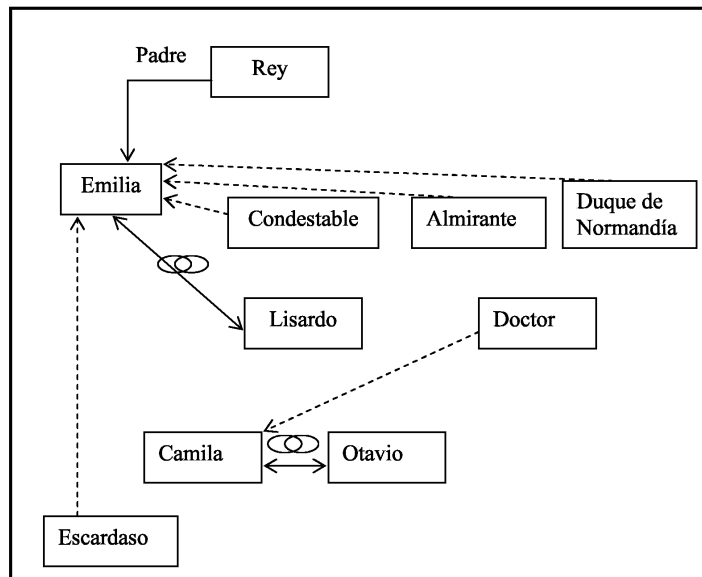 Padre
Rey
Emilia
Condestable
Almirante
Duque de
Normandía
Lisardo
Doctor
Camila
Otavio
Escardaso